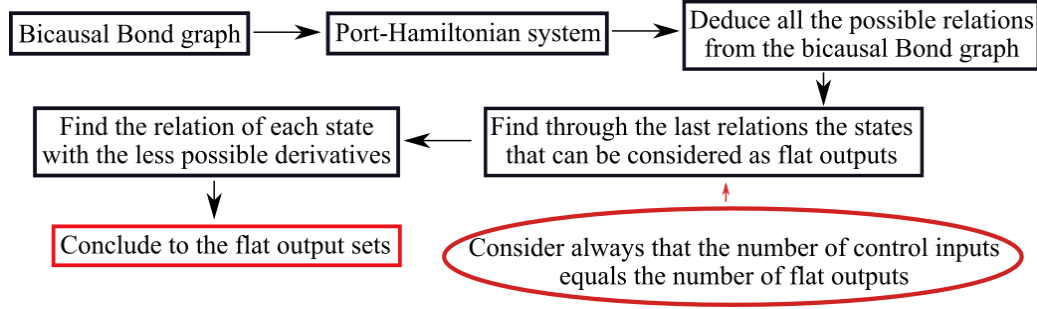 Bicausal Bond graph
Port-Hamiltonian system
Deduce all the possible relations
from the bicausal Bond graph
Find through the last relations the states
that can be considered as flat outputs
Find the relation of each state
with the less possible derivatives
Conclude to the flat output sets
Consider always that the number of control inputs
equals the number of flat outputs